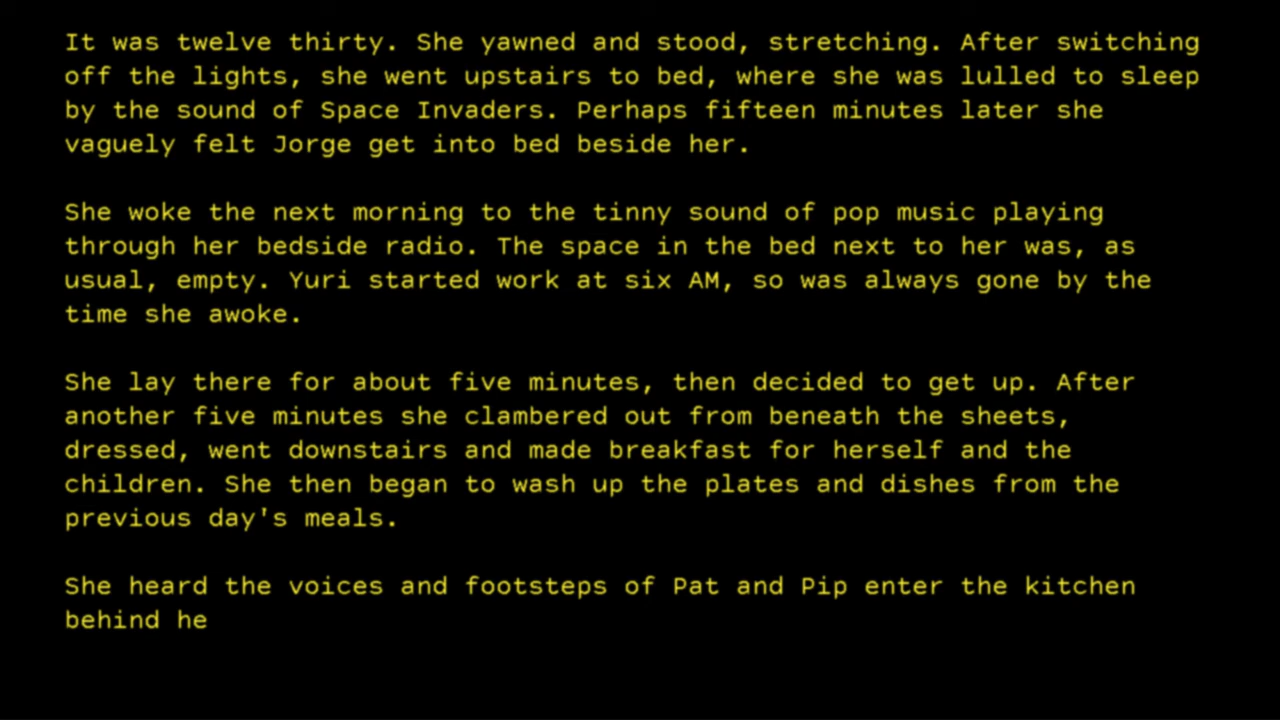 It was twelve thirty. She yawned and stood, stretching. After switching
off the lights, she went upstairs to bed, where she was lulled to sleep
by the sound of Space Invaders. Perhaps fifteen minutes later she
vaguely felt Jorge get into bed beside her.
She woke the next morning to the tinny sound of pop music playing
through her bedside radio. The space in the bed next to her was, as
usual, empty. Yuri started work at six AM, so was always gone by the
time she awoke.
She lay there for about five minutes, then decided to get up. After
another five minutes she clambered out from beneath the sheets,
dressed, went downstairs and made breakfast for herself and the
children. She then began to wash up the plates and dishes from the
previous day's meals.
She heard the voices and footsteps of Pat and Pip enter the kitchen
behind he